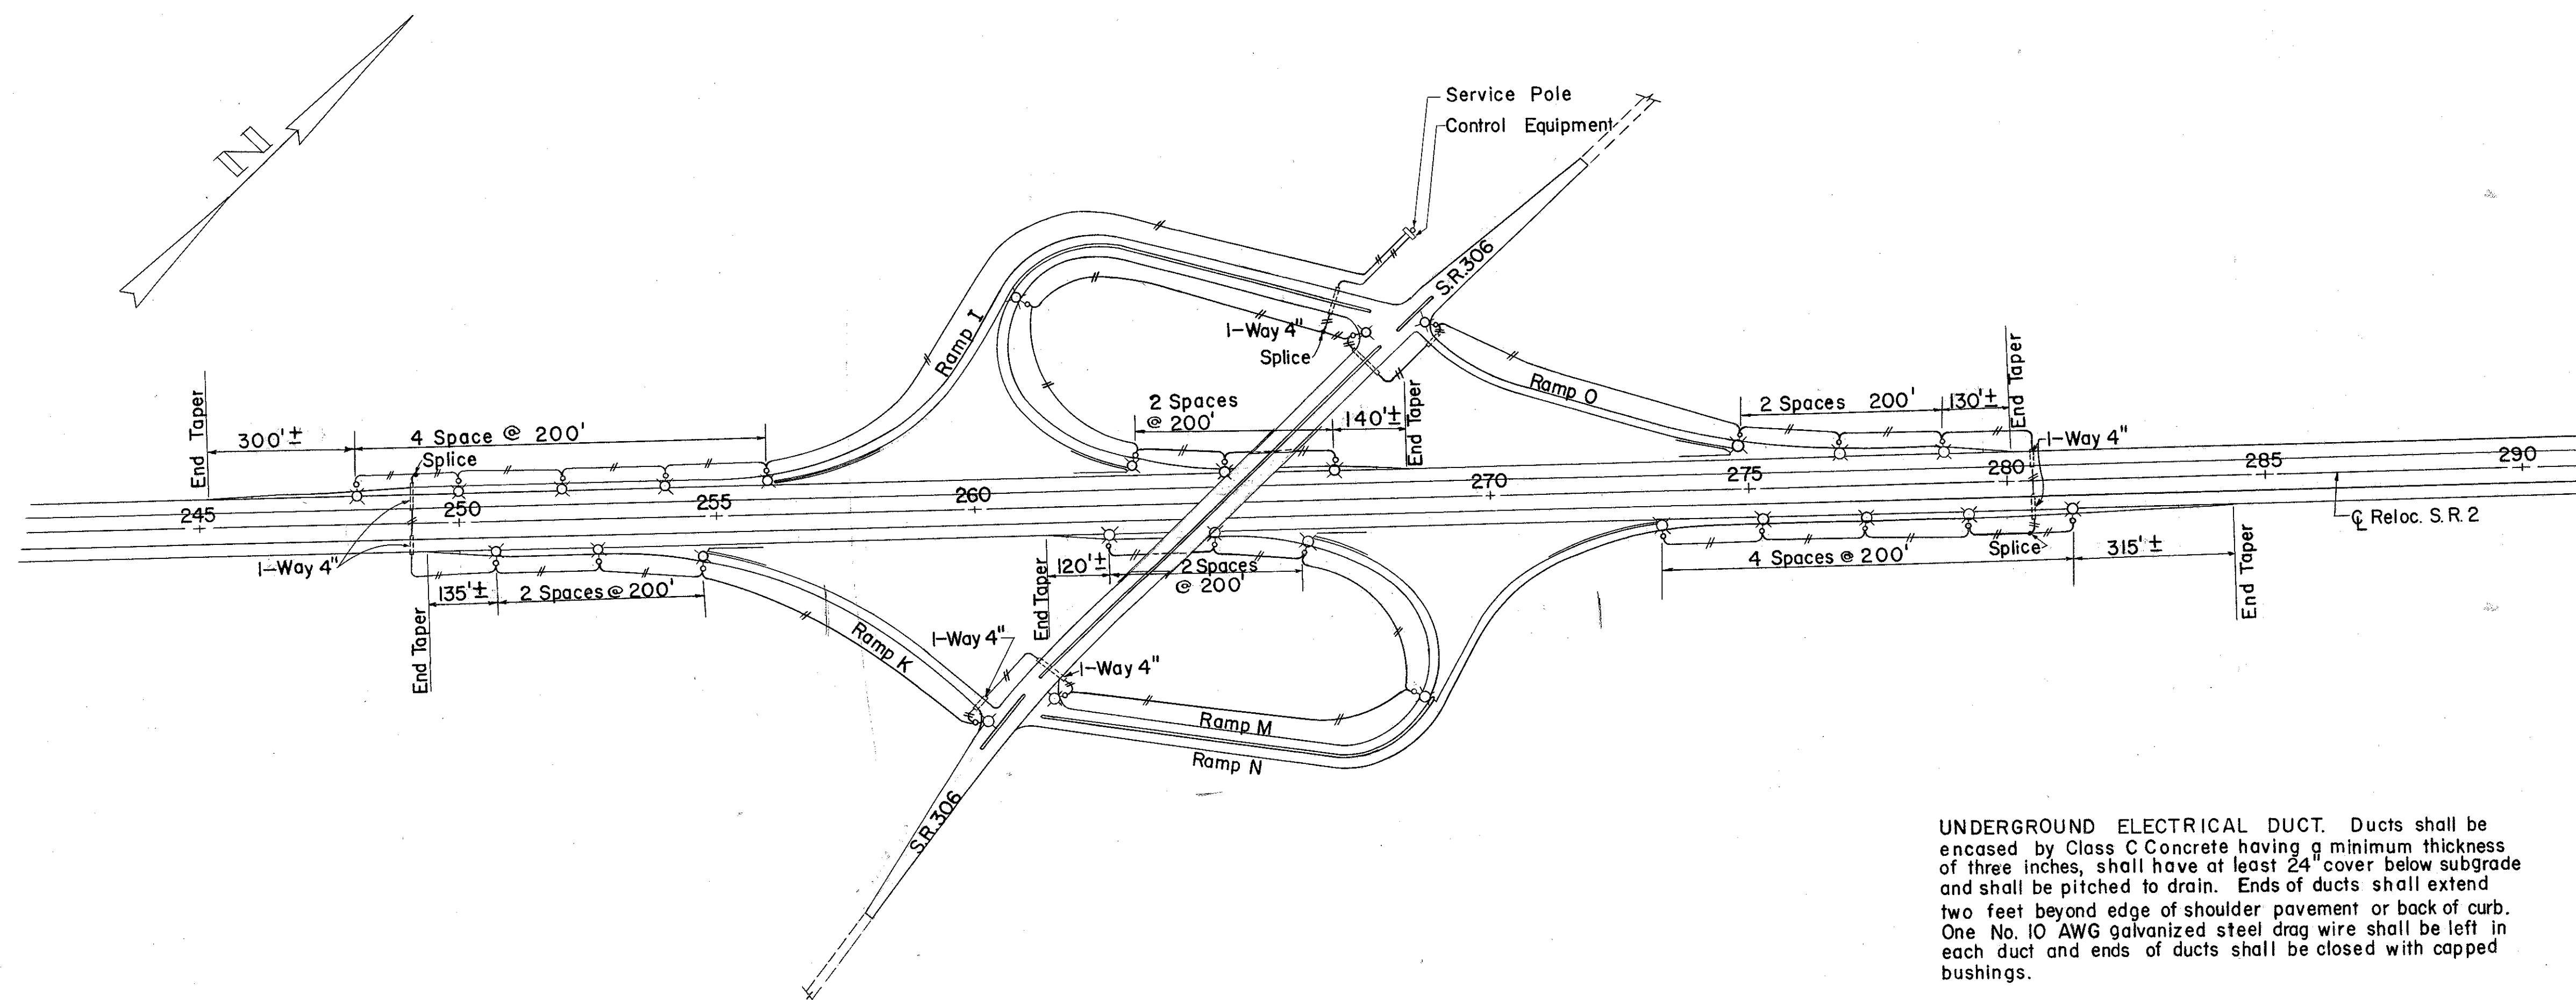 N
Service Pole
Control Equipment
S.R.306
Ramp I
1-Way 4"
Splice
Ramp O
End Taper
300'±
4 Space @ 200'
Splice
2 Spaces
@ 200'
140'±
End Taper
2 Spaces 200'
130'±
End Taper
1-Way 4"
245
250
255
260
270
275
280
285
290
℄ Reloc. S.R.2
1-Way 4"
135'±
2 Spaces @ 200'
End Taper
120'±
2 Spaces
@ 200'
End Taper
4 Spaces @ 200'
Splice
315'±
End Taper
Ramp K
1-Way 4"
1-Way 4"
Ramp M
Ramp N
S.R.306
UNDERGROUND ELECTRICAL DUCT. Ducts shall be
encased by Class C Concrete having a minimum thickness
of three inches, shall have at least 24" cover below subgrade
and shall be pitched to drain. Ends of ducts shall extend
two feet beyond edge of shoulder pavement or back of curb.
One No. 10 AWG galvanized steel drag wire shall be left in
each duct and ends of ducts shall be closed with capped
bushings.